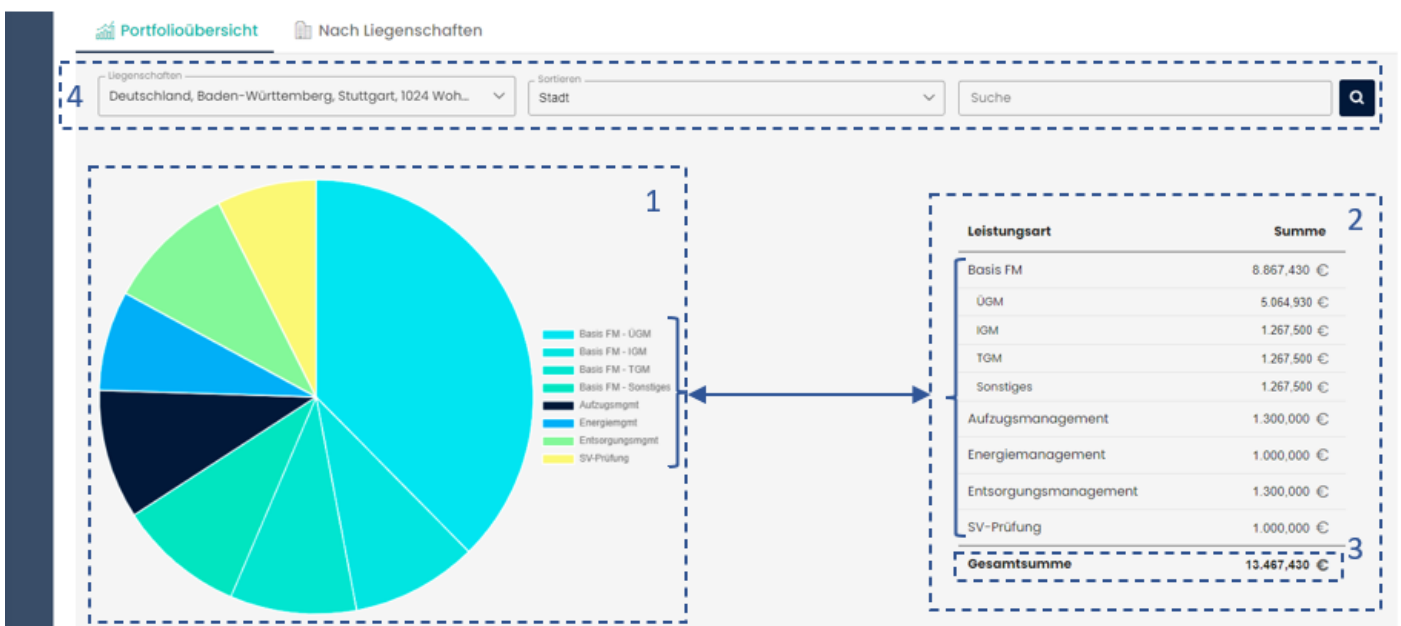 Portfolioübersicht Nach Liegenschaften
4
Liegenschaften
Deutschland, Baden-Württemberg, Stuttgart, 1024 Woh...
Sortieren
Stadt
Suche
1
Basis FM - ÜGM
Basis FM - IGM
Basis FM - TGM
Basis FM - Sonstiges
Aufzugsmgmt
Energiemgmt
Entsorgungsmgmt
SV-Prüfung
2
Leistungsart Summe
Basis FM 8.867,430 €
ÜGM 5.064,930 €
IGM 1.267,500 €
TGM 1.267,500 €
Sonstiges 1.267,500 €
Aufzugsmanagement 1.300,000 €
Energiemanagement 1.000,000 €
Entsorgungsmanagement 1.300,000 €
SV-Prüfung 1.000,000 €
3
Gesamtsumme 13.467,430 €